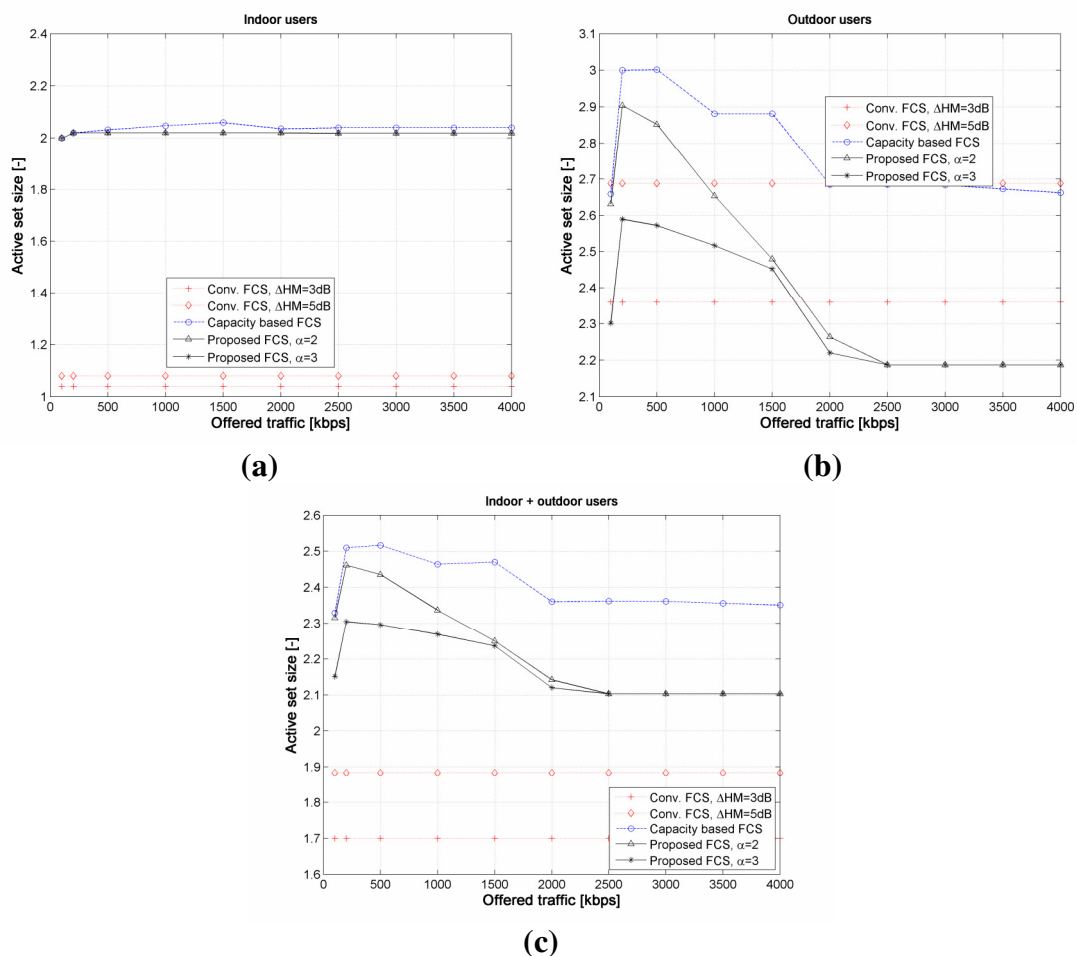 Indoor users
2.4
2.2
2
1.8
1.6
1.4
1.2
1
Active set size [-]
Conv. FCS, ΔHM=3dB
Conv. FCS, ΔHM=5dB
Capacity based FCS
Proposed FCS, α=2
Proposed FCS, α=3
0 500 1000 1500 2000 2500 3000 3500 4000
Offered traffic [kbps]
(a)
Outdoor users
3.1
3
2.9
2.8
2.7
2.6
2.5
2.4
2.3
2.2
2.1
Active set size [-]
Conv. FCS, ΔHM=3dB
Conv. FCS, ΔHM=5dB
Capacity based FCS
Proposed FCS, α=2
Proposed FCS, α=3
0 500 1000 1500 2000 2500 3000 3500 4000
Offered traffic [kbps]
(b)
Indoor + outdoor users
2.6
2.5
2.4
2.3
2.2
2.1
2
1.9
1.8
1.7
1.6
Active set size [-]
Conv. FCS, ΔHM=3dB
Conv. FCS, ΔHM=5dB
Capacity based FCS
Proposed FCS, α=2
Proposed FCS, α=3
0 500 1000 1500 2000 2500 3000 3500 4000
Offered traffic [kbps]
(c)